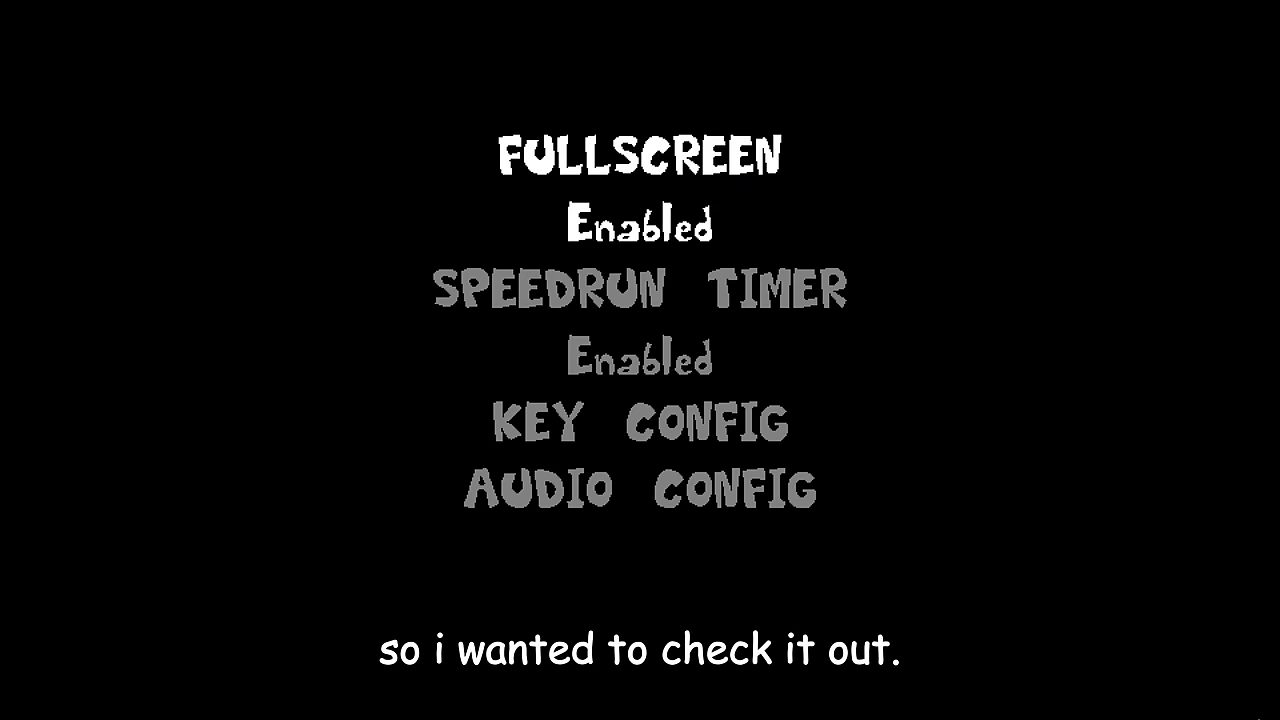 FULLSCREEN
Enabled
SPEEDRUN TIMER
Enabled
KEY CONFIG
AUDIO CONFIG
so i wanted to check it out.